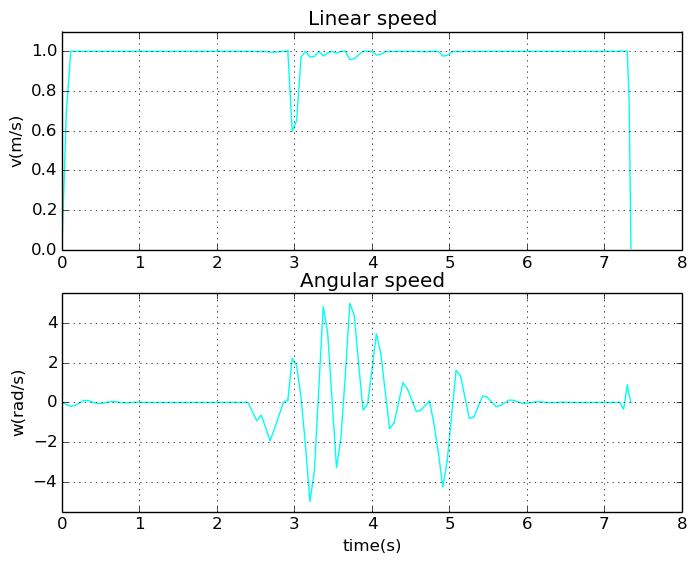 Linear speed
v(m/s)
1.0
0.8
0.6
0.4
0.2
0.0
0 1 2 3 4 5 6 7 8
Angular speed
w(rad/s)
4
2
0
−2
−4
0 1 2 3 4 5 6 7 8
time(s)